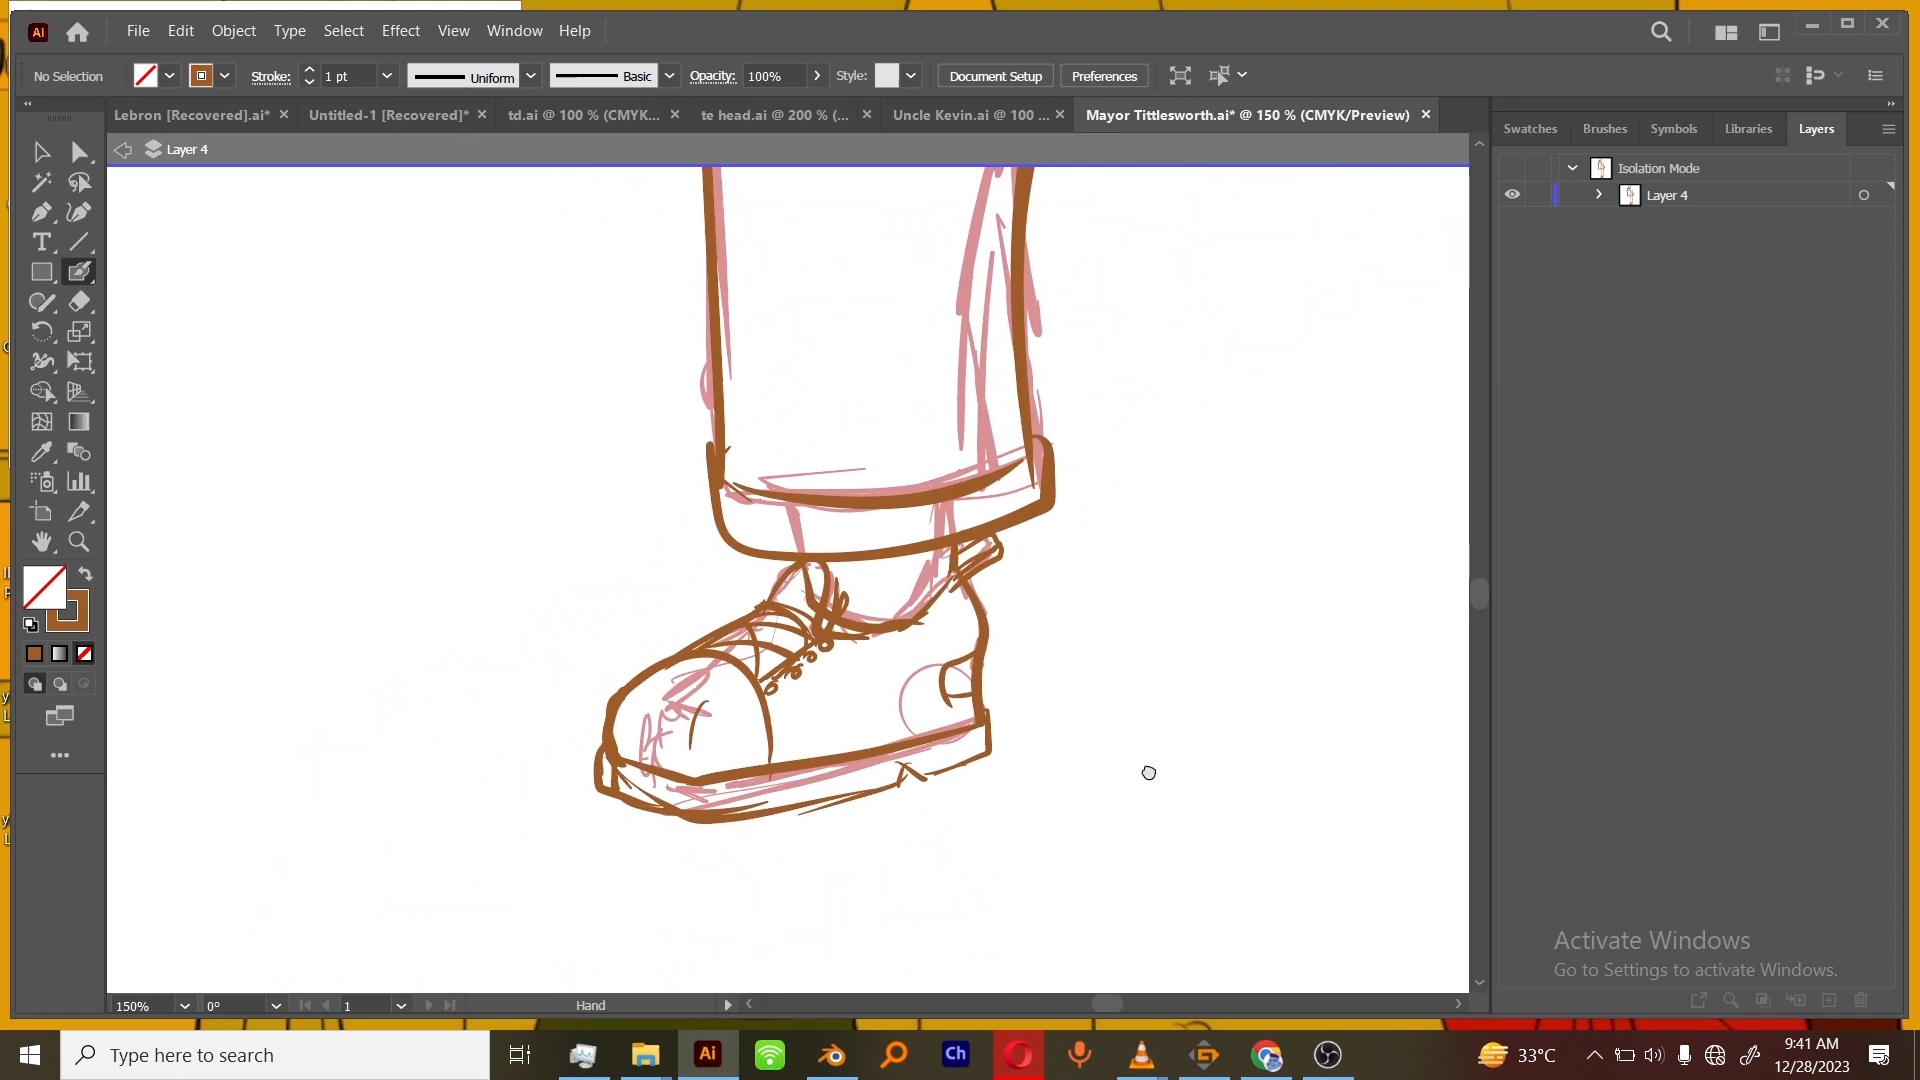 Ai File Edit Object Type Select Effect View Window Help
No Selection Stroke: 1 pt Uniform Basic Opacity: 100% Style: Document Setup Preferences
Lebron [Recovered].ai* Untitled-1 [Recovered]* td.ai @ 100 % (CMYK... te head.ai @ 200 % (... Uncle Kevin.ai @ 100 ... Mayor Tittlesworth.ai* @ 150 % (CMYK/Preview)
Swatches Brushes Symbols Libraries Layers
Layer 4
Isolation Mode
Layer 4
T
Activate Windows
Go to Settings to activate Windows.
150% 0° 1 Hand
Type here to search
Ai Ch
33°C
9:41 AM
12/28/2023